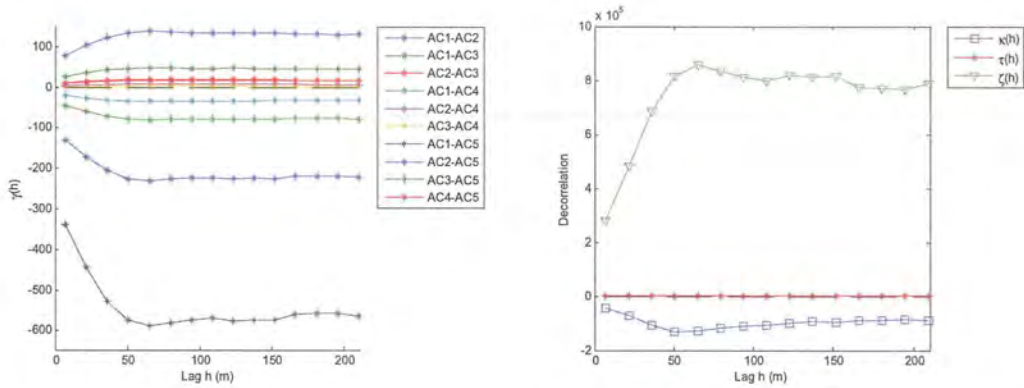 100
0
-100
-200
-300
-400
-500
-600
0
50
100
150
200
γ(h)
Lag h (m)
AC1-AC2
AC1-AC3
AC2-AC3
AC1-AC4
AC2-AC4
AC3-AC4
AC1-AC5
AC2-AC5
AC3-AC5
AC4-AC5
x 10⁵
10
8
6
4
2
0
-2
0
50
100
150
200
Decorrelation
Lag h (m)
κ(h)
τ(h)
ζ(h)